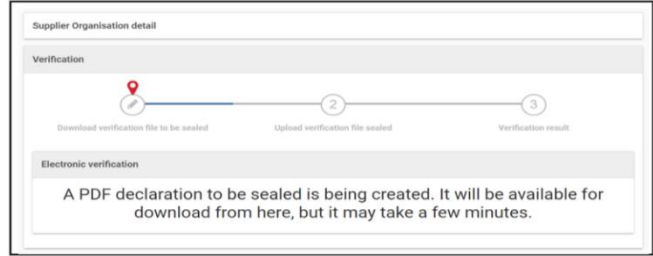 Supplier Organisation detail
Verification
2
3
Download verification file to be sealed
Upload verification file sealed
Verification result
Electronic verification
A PDF declaration to be sealed is being created. It will be available for
download from here, but it may take a few minutes.